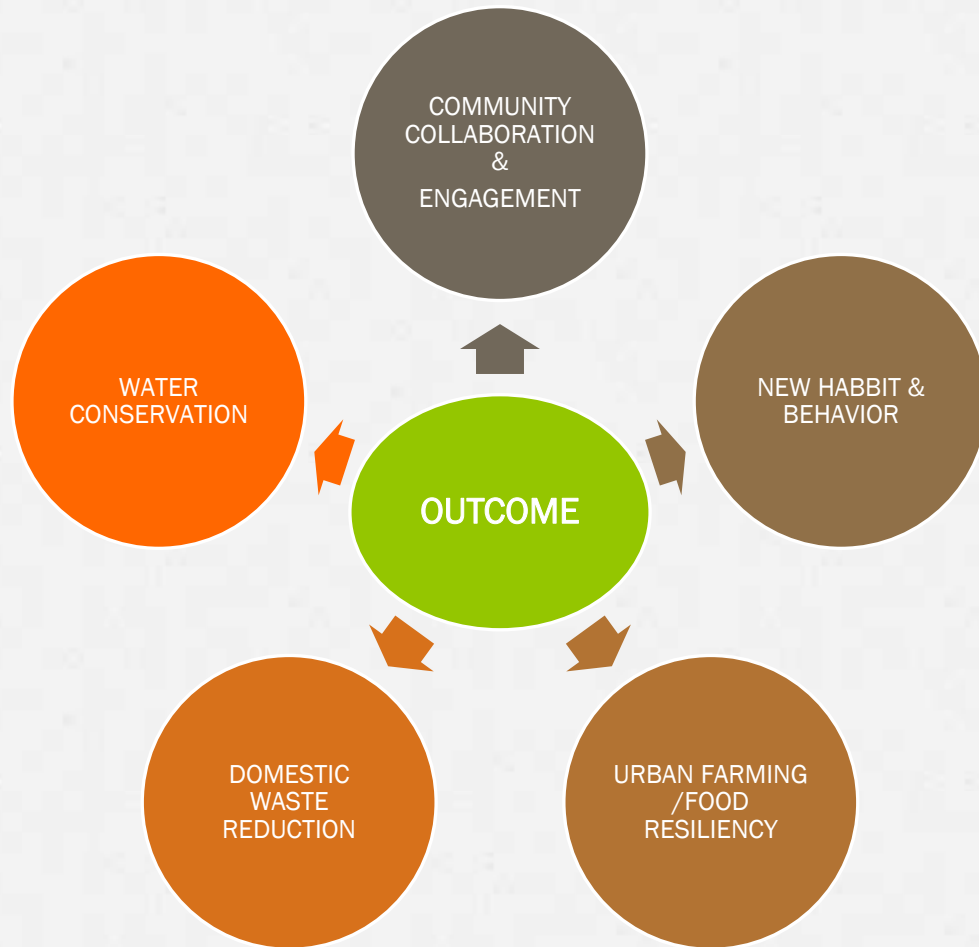 COMMUNITY
COLLABORATION
&
ENGAGEMENT
WATER
CONSERVATION
NEW HABBIT &
BEHAVIOR
OUTCOME
DOMESTIC
WASTE
REDUCTION
URBAN FARMING
/FOOD
RESILIENCY